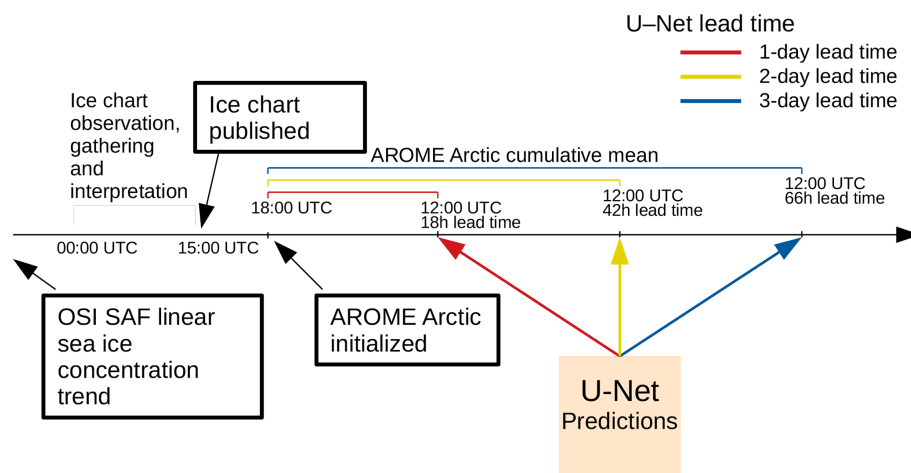 U–Net lead time
1-day lead time
2-day lead time
3-day lead time
Ice chart
observation,
gathering
and
interpretation
Ice chart
published
AROME Arctic cumulative mean
18:00 UTC
12:00 UTC
18h lead time
12:00 UTC
42h lead time
12:00 UTC
66h lead time
00:00 UTC
15:00 UTC
OSI SAF linear
sea ice
concentration
trend
AROME Arctic
initialized
U-Net
Predictions